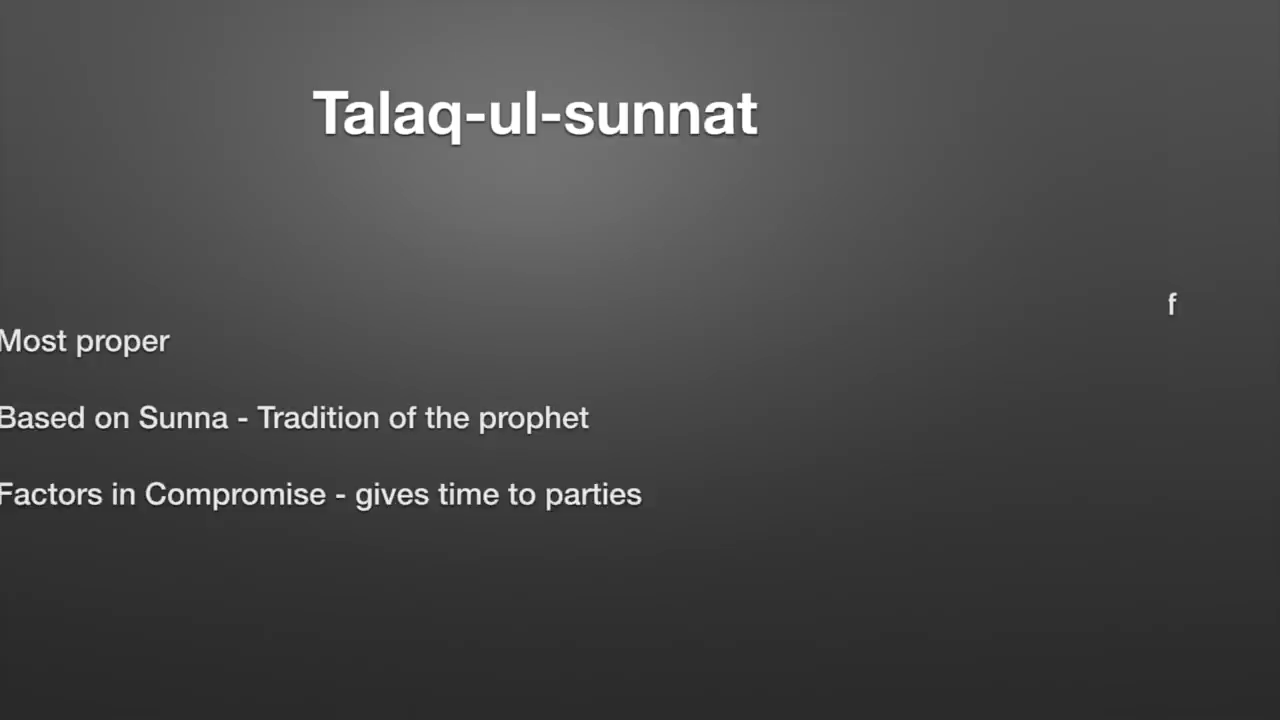 Talaq-ul-sunnat
f
Most proper
Based on Sunna - Tradition of the prophet
Factors in Compromise - gives time to parties